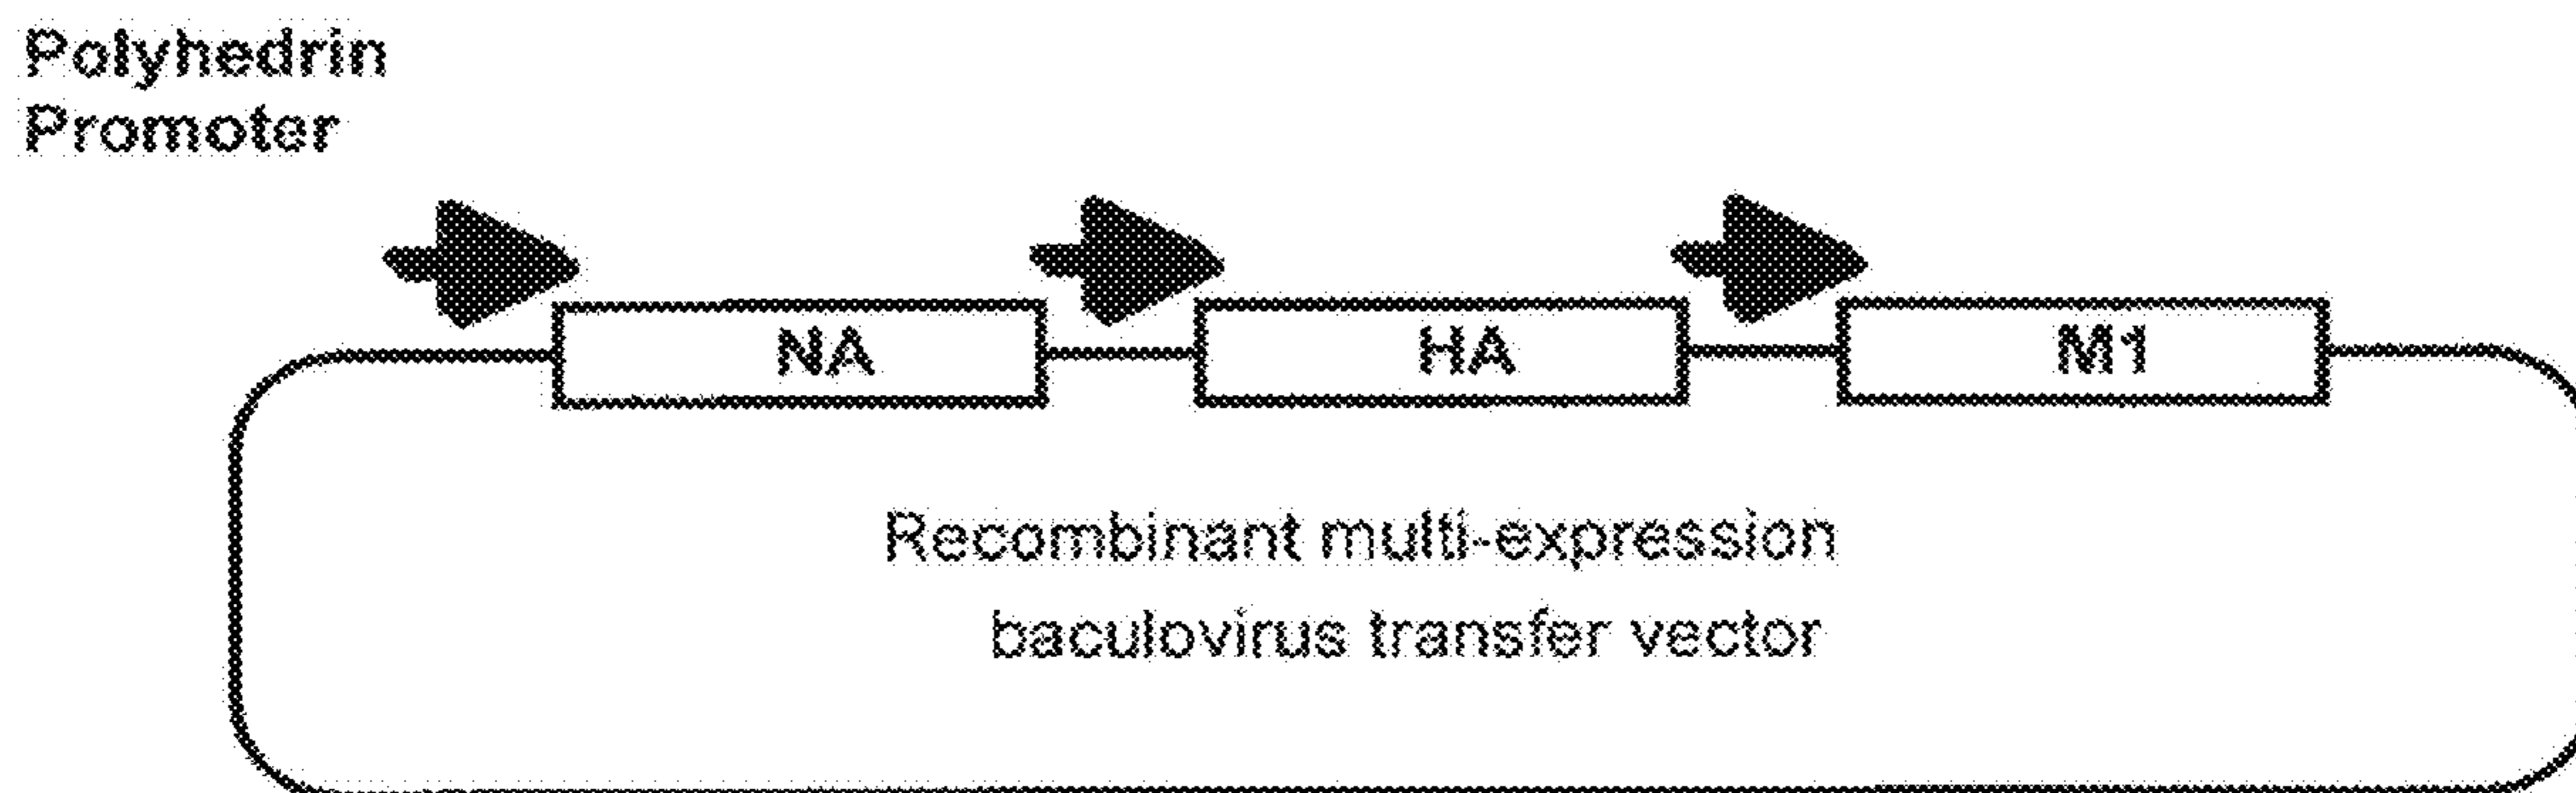 Polyhedrin
Promoter
NA
HA
M1
Recombinant multi-expression
baculovirus transfer vector